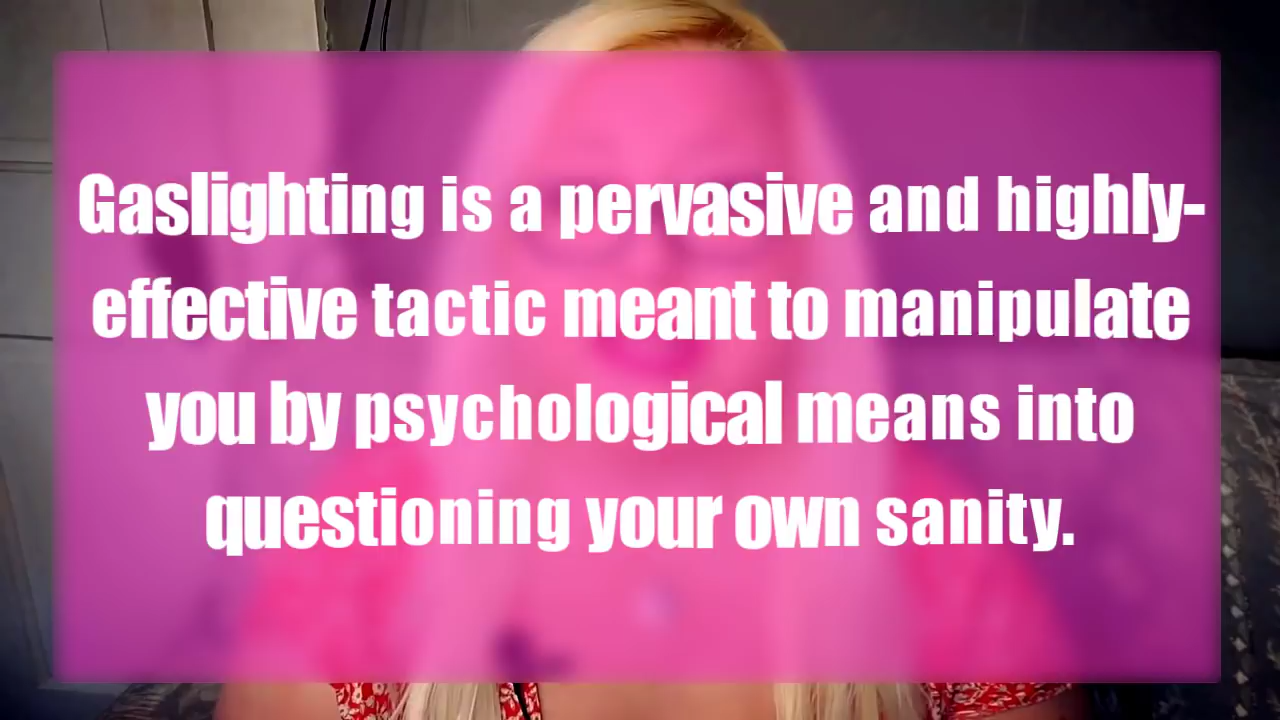 Gaslighting is a pervasive and highly-
effective tactic meant to manipulate
you by psychological means into
questioning your own sanity.